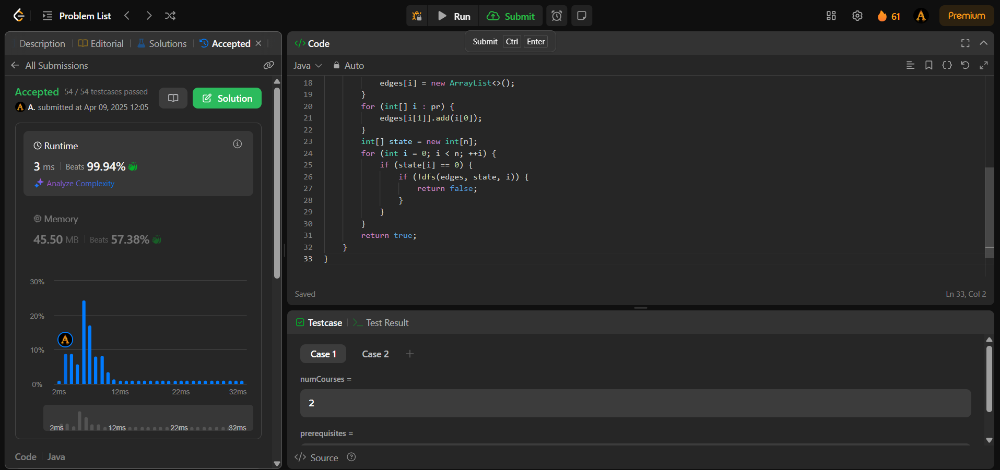 Problem List
Run
Submit
61
Premium
Description
Editorial
Solutions
Accepted
All Submissions
Accepted 54 / 54 testcases passed
A. submitted at Apr 09, 2025 12:05
Solution
Runtime
3 ms Beats 99.94%
Analyze Complexity
Memory
45.50 MB Beats 57.38%
30%
20%
10%
0%
2ms 12ms 22ms 32ms
2ms 12ms 22ms 32ms
Code Java
</> Code
Submit Ctrl Enter
Java Auto
18 edges[i] = new ArrayList<>();
19 }
20 for (int[] i : pr) {
21 edges[i[1]].add(i[0]);
22 }
23 int[] state = new int[n];
24 for (int i = 0; i < n; ++i) {
25 if (state[i] == 0) {
26 if (!dfs(edges, state, i)) {
27 return false;
28 }
29 }
30 }
31 return true;
32 }
33 }
Saved
Ln 33, Col 2
Testcase
Test Result
Case 1 Case 2 +
numCourses =
2
prerequisites =
</> Source